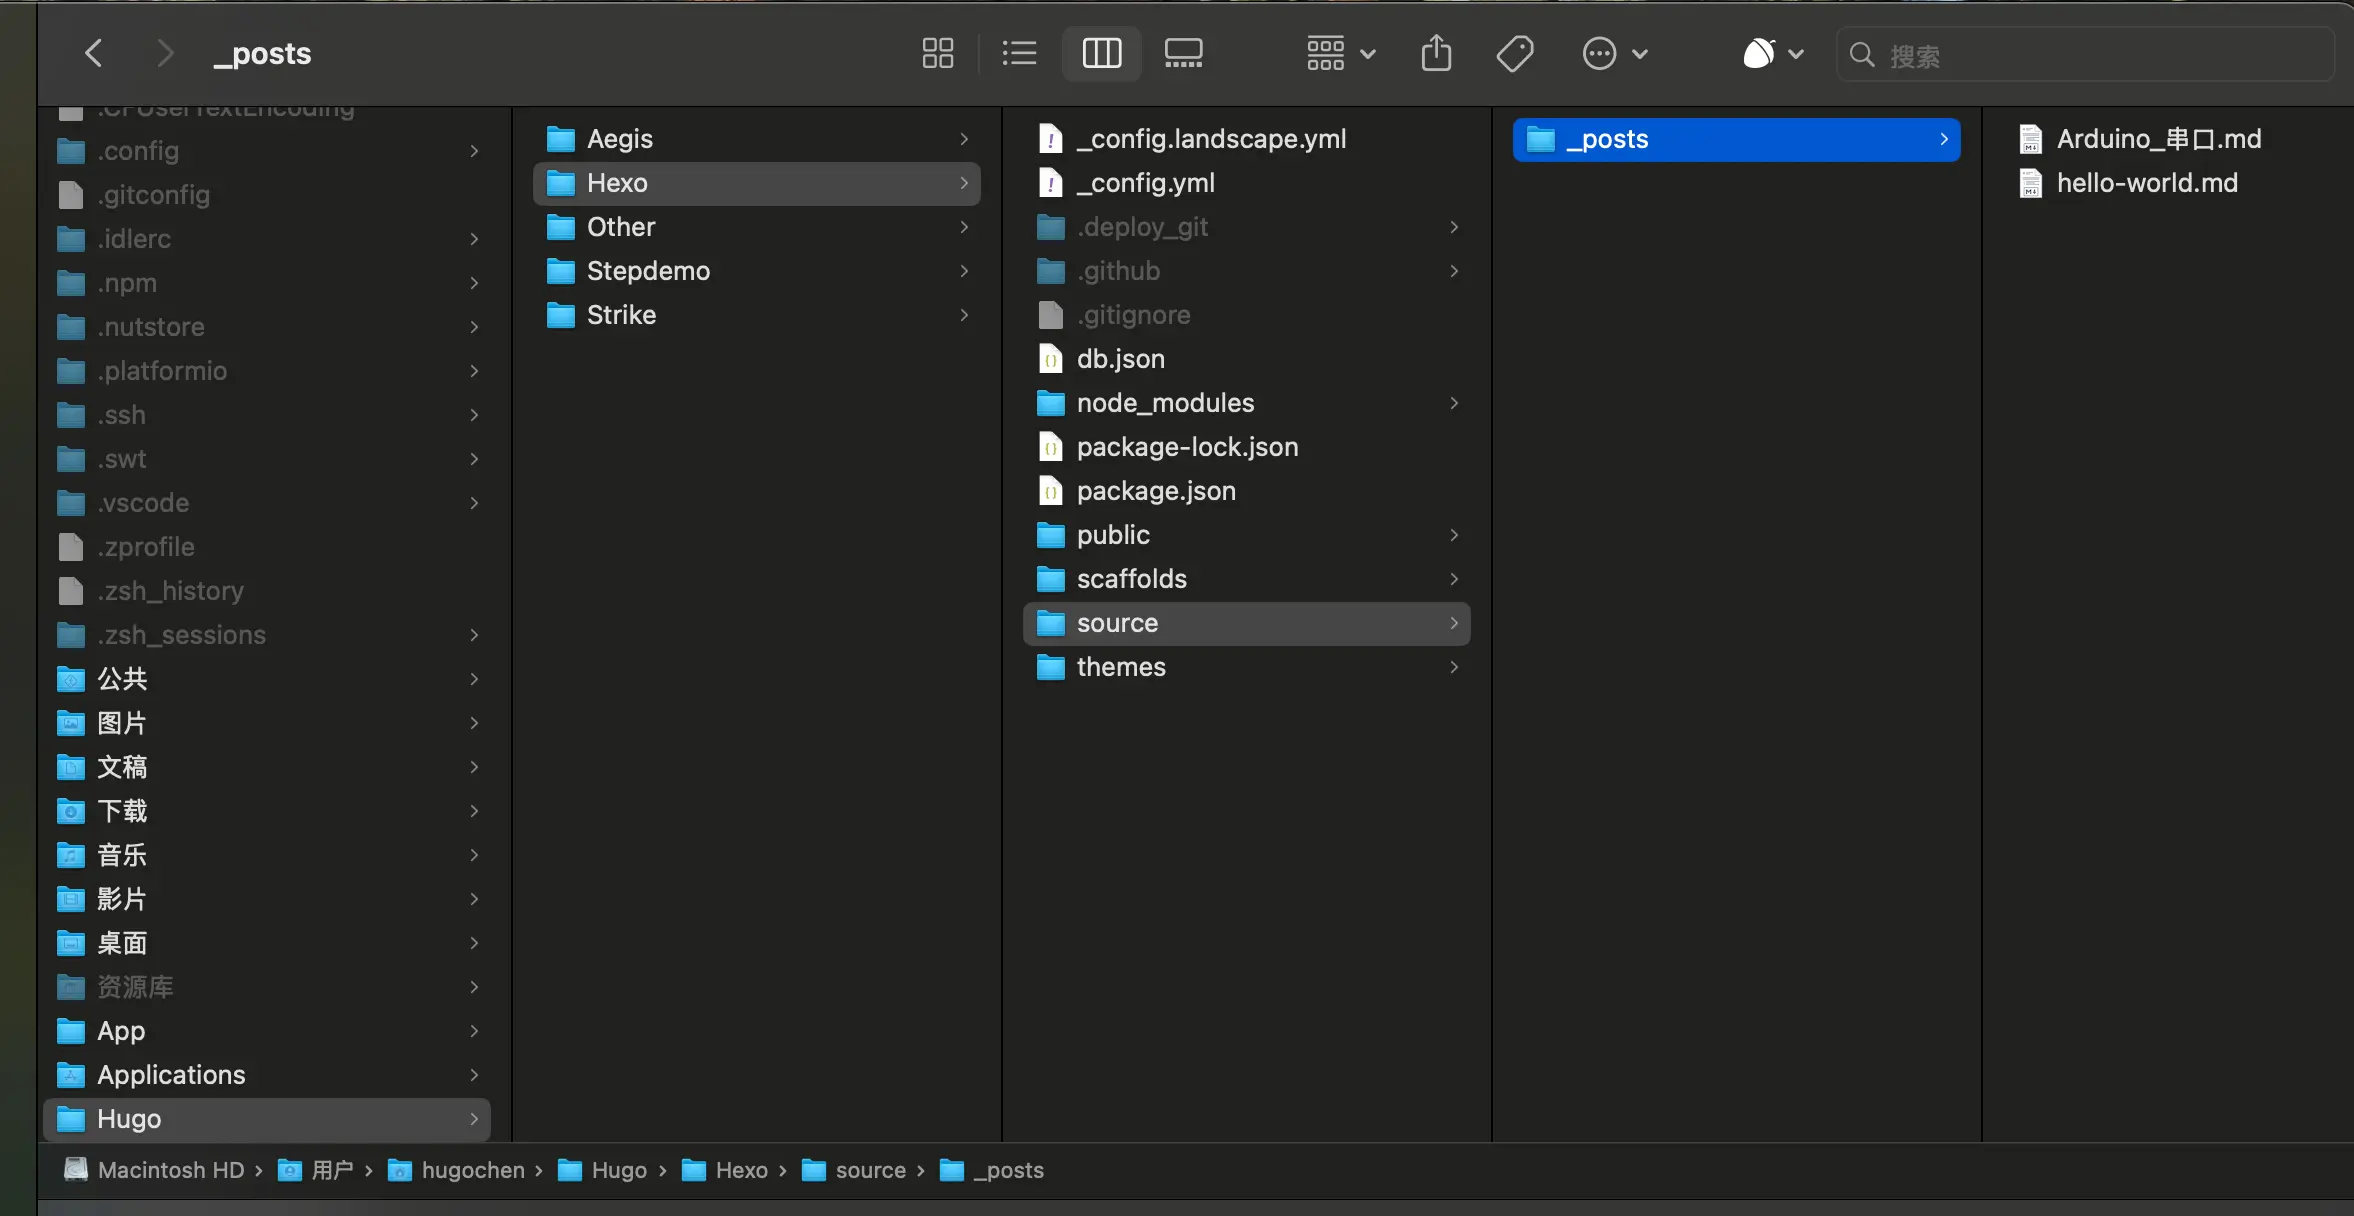 _posts
搜索
.CFUserTextEncoding
.config
.gitconfig
.idlerc
.npm
.nutstore
.platformio
.ssh
.swt
.vscode
.zprofile
.zsh_history
.zsh_sessions
公共
图片
文稿
下载
音乐
影片
桌面
资源库
App
Applications
Hugo
Aegis
Hexo
Other
Stepdemo
Strike
_config.landscape.yml
_config.yml
.deploy_git
.github
.gitignore
db.json
node_modules
package-lock.json
package.json
public
scaffolds
source
themes
_posts
Arduino_串口.md
hello-world.md
Macintosh HD › 用户 › hugochen › Hugo › Hexo › source › _posts